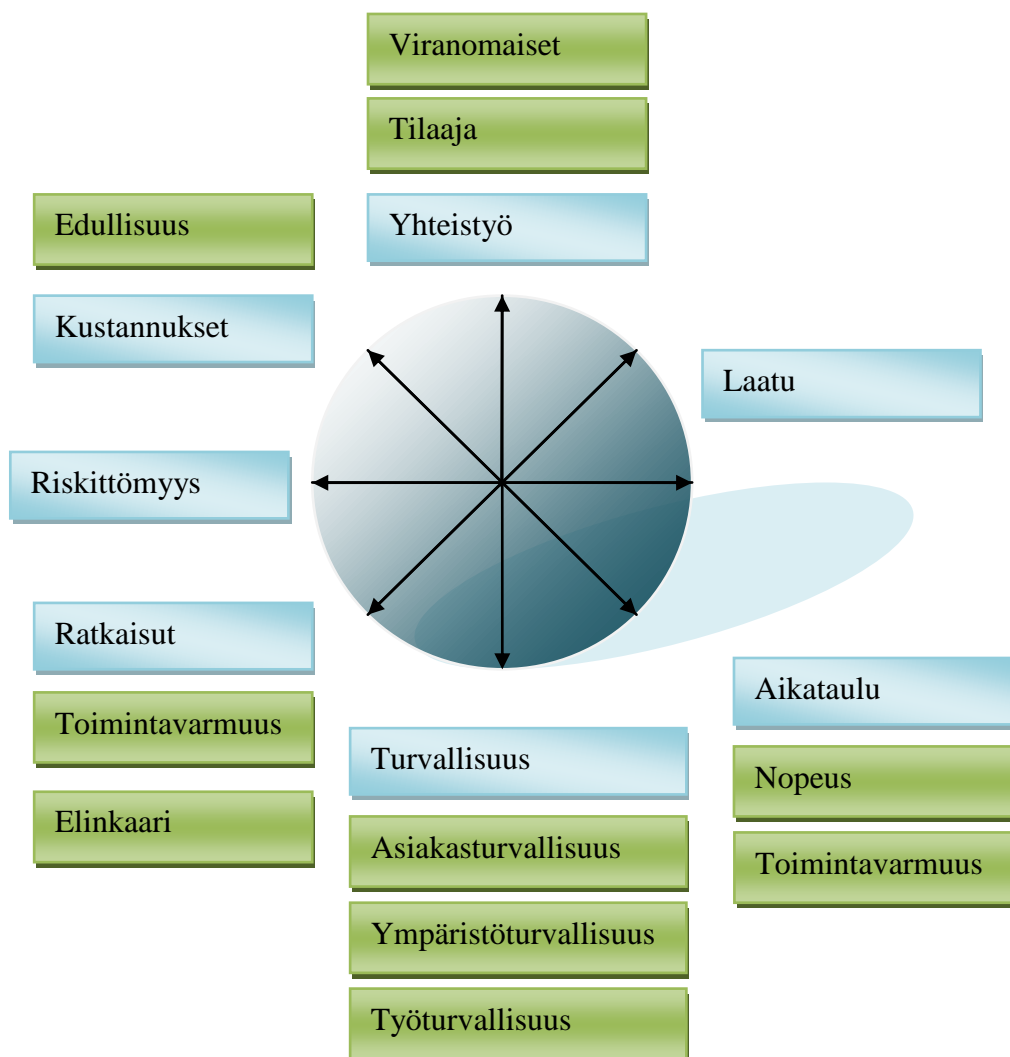 Viranomaiset
Tilaaja
Yhteistyö
Edullisuus
Kustannukset
Laatu
Riskittömyys
Ratkaisut
Toimintavarmuus
Elinkaari
Turvallisuus
Asiakasturvallisuus
Ympäristöturvallisuus
Työturvallisuus
Aikataulu
Nopeus
Toimintavarmuus